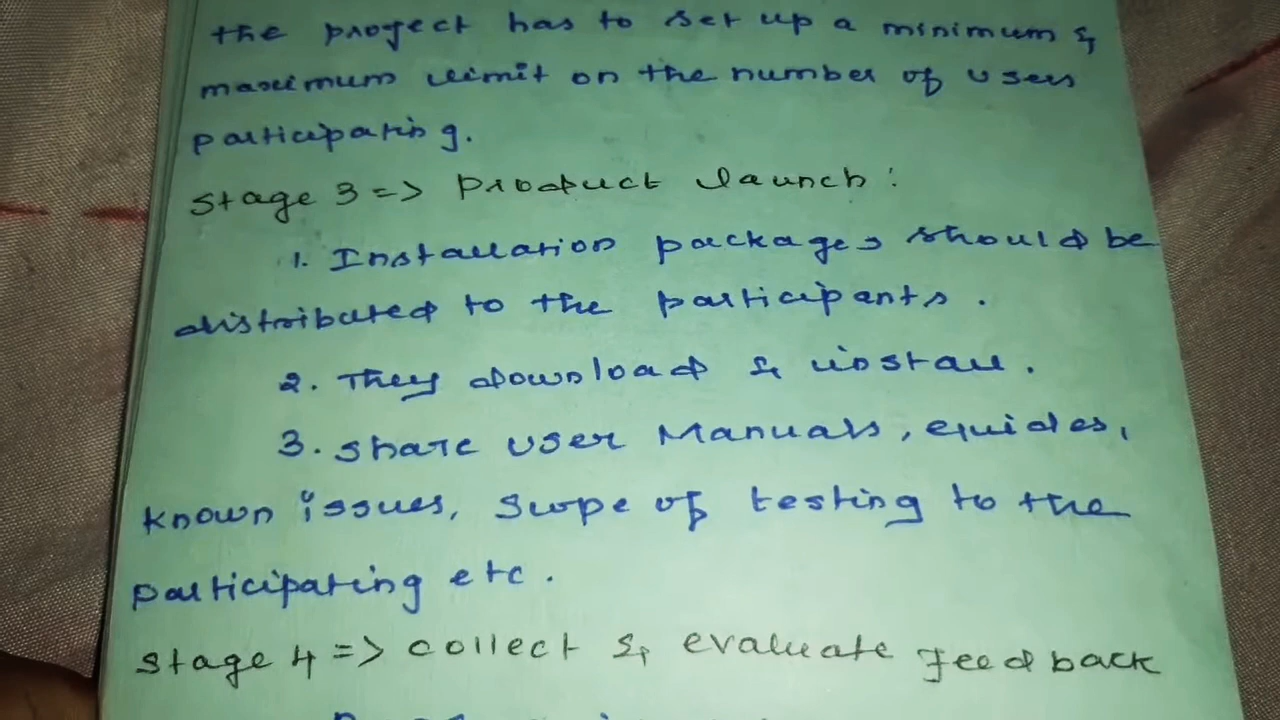 the project has to set up a minimum &
maximum limit on the number of users
participating.
Stage 3 => Product launch:
1. Installation packages should be
distributed to the participants.
2. They download & install.
3. Share user Manuals, guides,
known issues, Scope of testing to the
participating etc.
Stage 4 => collect & evaluate feedback